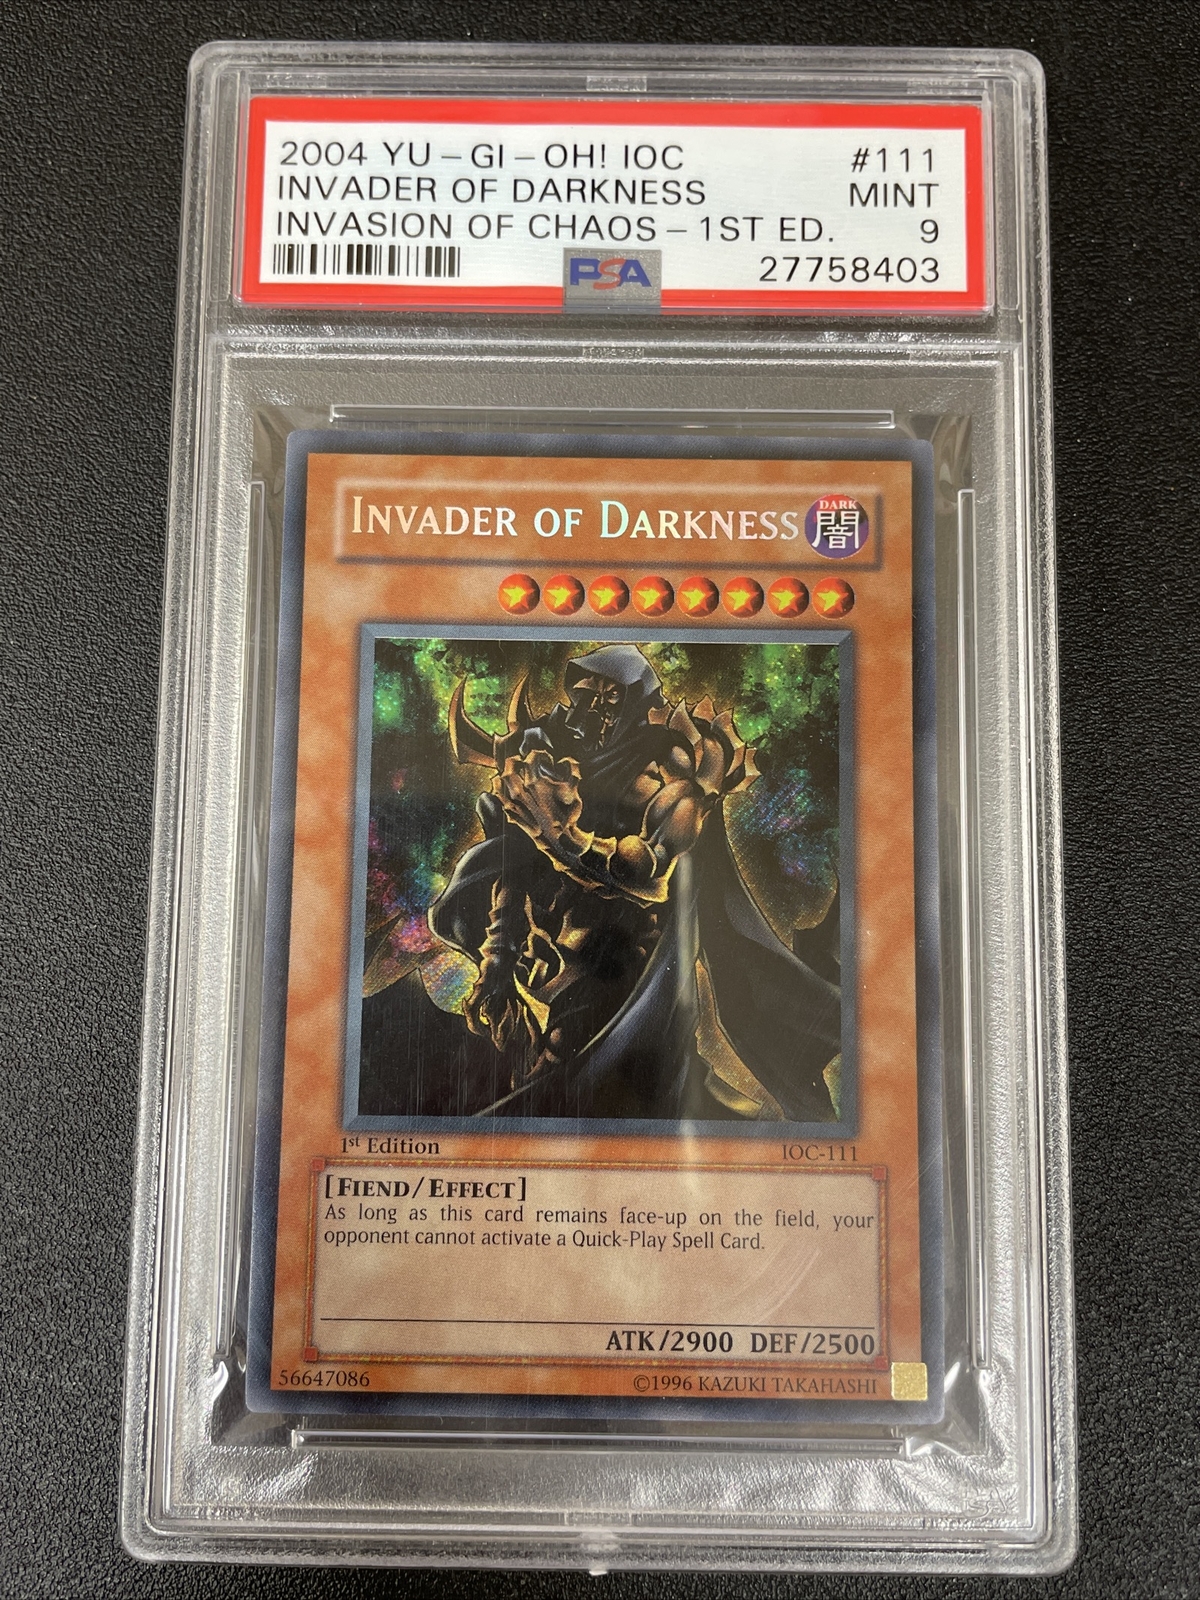 2004 YU-GI-OH! IOC #111
INVADER OF DARKNESS MINT
INVASION OF CHAOS-1ST ED. 9
PSA 27758403
INVADER OF DARKNESS
DARK
闇
1st Edition IOC-111
[FIEND/EFFECT]
As long as this card remains face-up on the field, your
opponent cannot activate a Quick-Play Spell Card.
ATK/2900 DEF/2500
56647086 ©1996 KAZUKI TAKAHASHI